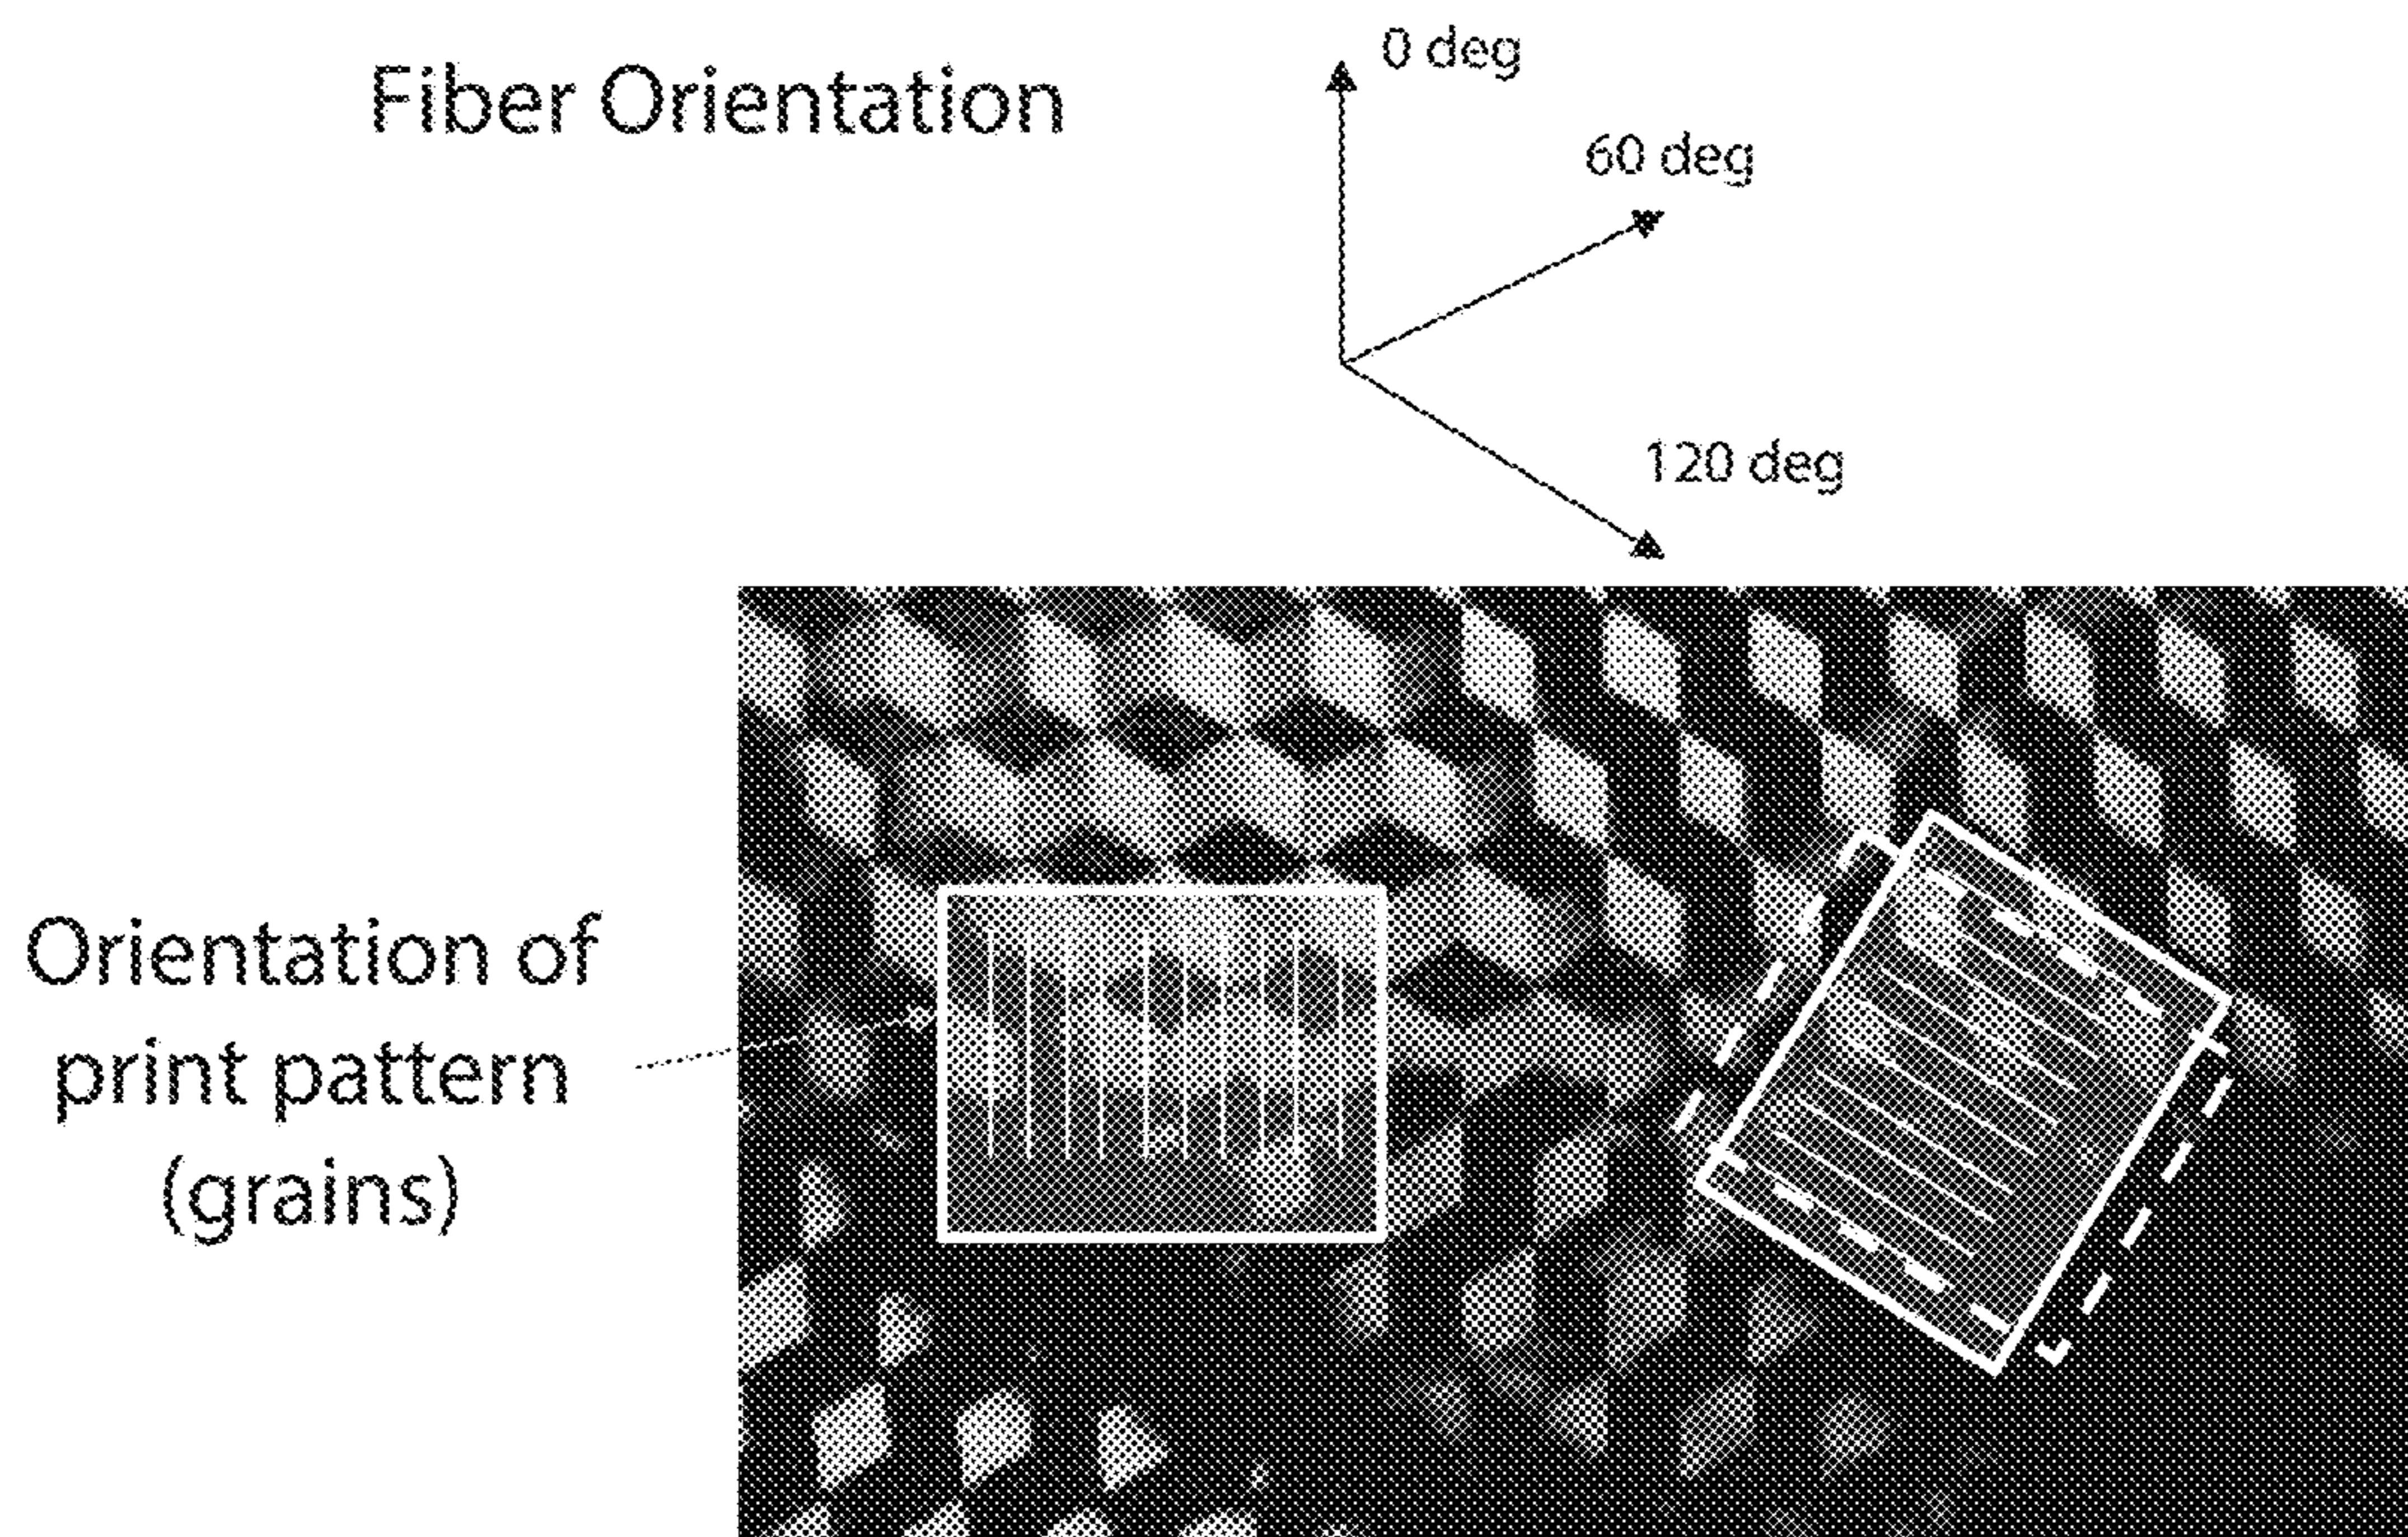 Fiber Orientation
0 deg
60 deg
120 deg
Orientation of
print pattern
(grains)